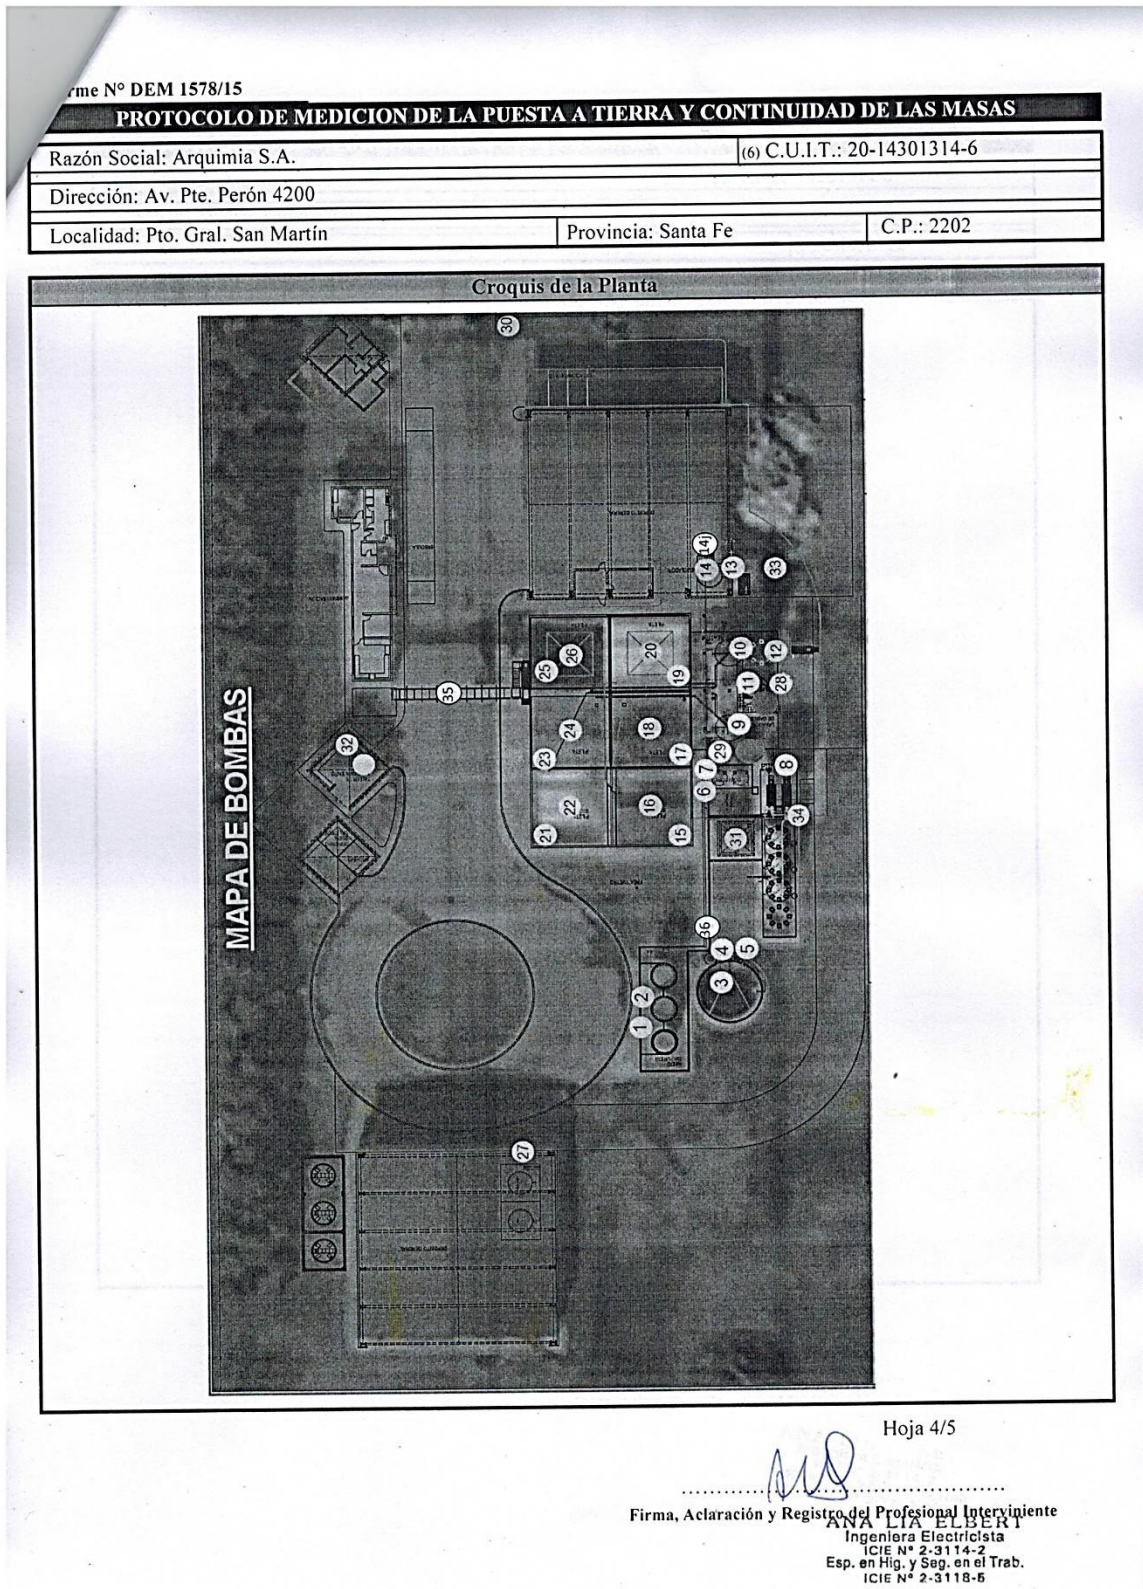 rme Nº DEM 1578/15
PROTOCOLO DE MEDICION DE LA PUESTA A TIERRA Y CONTINUIDAD DE LAS MASAS
Razón Social: Arquimia S.A.
(6) C.U.I.T.: 20-14301314-6
Dirección: Av. Pte. Perón 4200
Localidad: Pto. Gral. San Martín
Provincia: Santa Fe
C.P.: 2202
Croquis de la Planta
MAPA DE BOMBAS
30
14j
14
13
33
26
25
20
19
10
12
11
28
35
32
24
23
18
17
9
29
7
6
8
22
21
16
15
34
31
36
4
5
3
2
1
27
Hoja 4/5
Firma, Aclaración y Registro del Profesional Interviniente
ANA LIA ELBERT
Ingeniera Electricista
ICIE Nº 2-3114-2
Esp. en Hig. y Seg. en el Trab.
ICIE Nº 2-3118-5